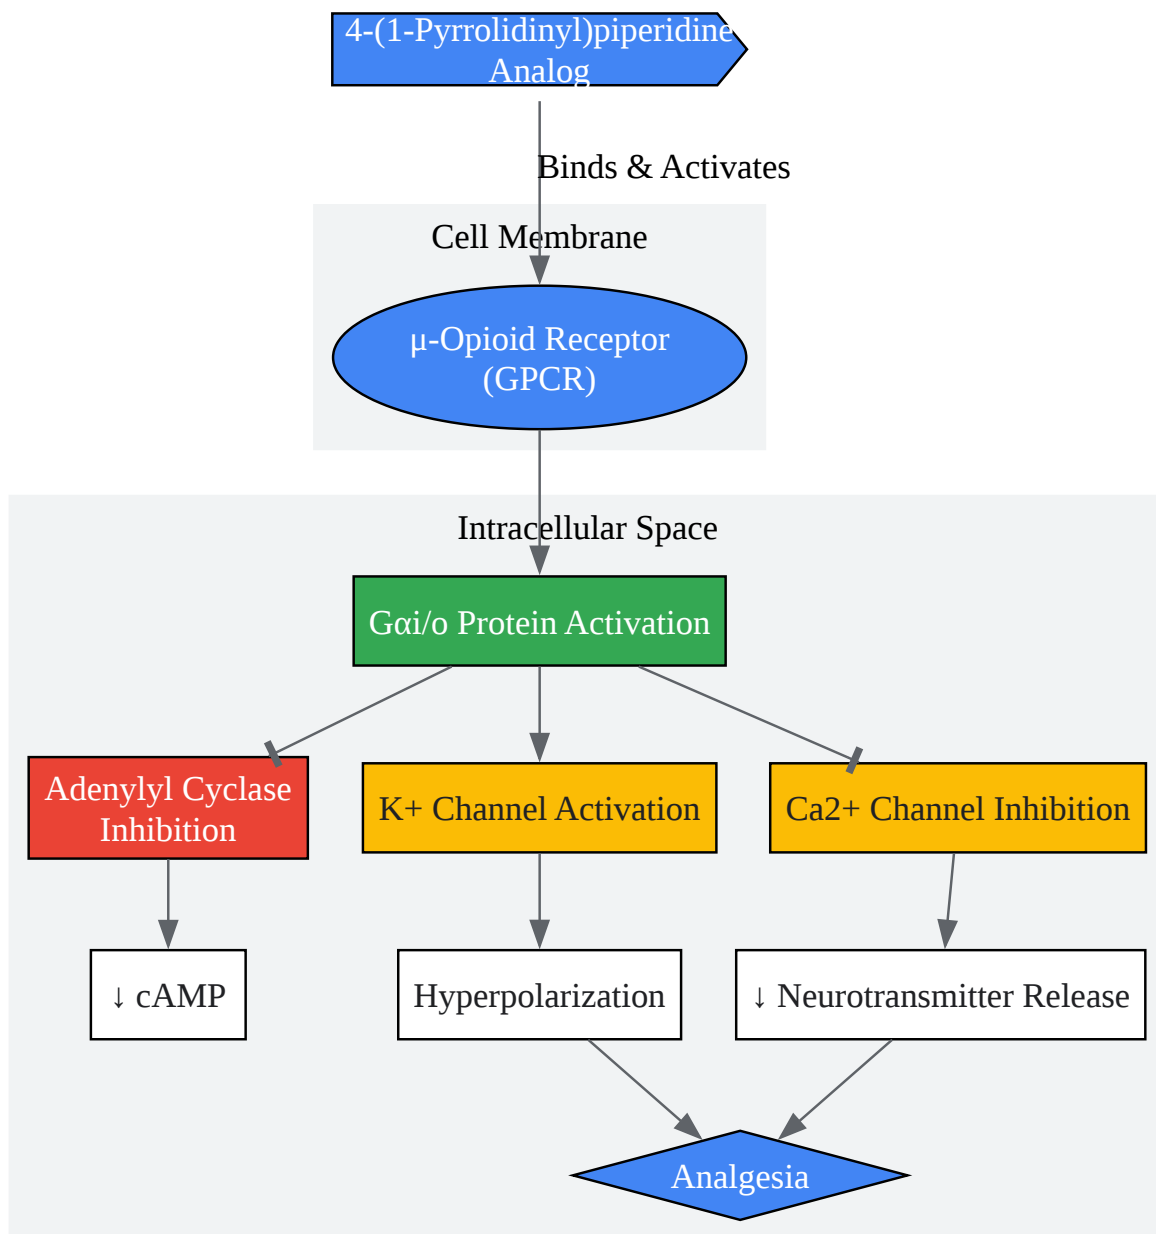 4-(1-Pyrrolidinyl)piperidine
Analog
Binds & Activates
Cell Membrane
μ-Opioid Receptor
(GPCR)
Intracellular Space
Gαi/o Protein Activation
Adenylyl Cyclase
Inhibition
K+ Channel Activation
Ca2+ Channel Inhibition
↓ cAMP
Hyperpolarization
↓ Neurotransmitter Release
Analgesia